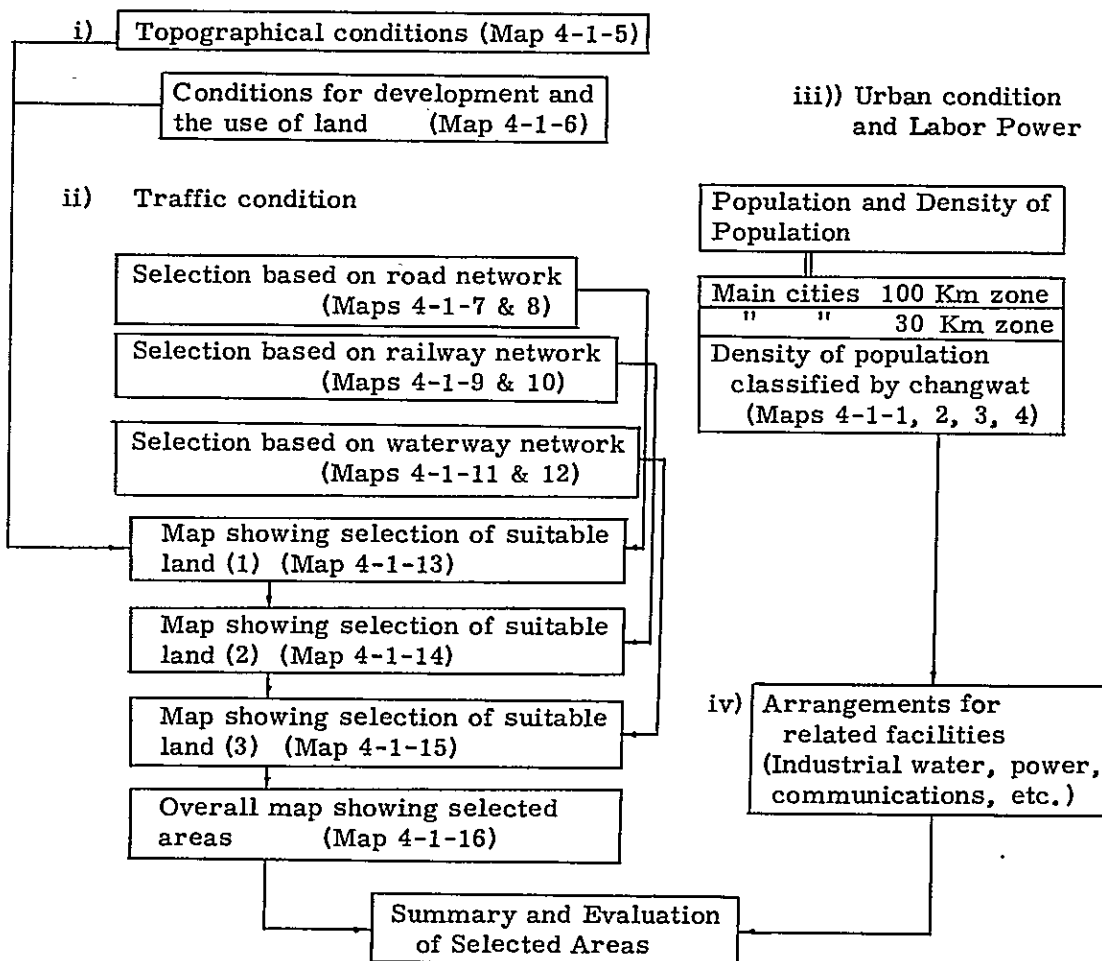 i) Topographical conditions (Map 4-1-5)
Conditions for development and
the use of land (Map 4-1-6)
ii) Traffic condition
Selection based on road network
(Maps 4-1-7 & 8)
Selection based on railway network
(Maps 4-1-9 & 10)
Selection based on waterway network
(Maps 4-1-11 & 12)
Map showing selection of suitable
land (1) (Map 4-1-13)
Map showing selection of suitable
land (2) (Map 4-1-14)
Map showing selection of suitable
land (3) (Map 4-1-15)
Overall map showing selected
areas (Map 4-1-16)
iii)) Urban condition
and Labor Power
Population and Density of
Population
Main cities 100 Km zone
" " 30 Km zone
Density of population
classified by changwat
(Maps 4-1-1, 2, 3, 4)
iv) Arrangements for
related facilities
(Industrial water, power,
communications, etc.)
Summary and Evaluation
of Selected Areas